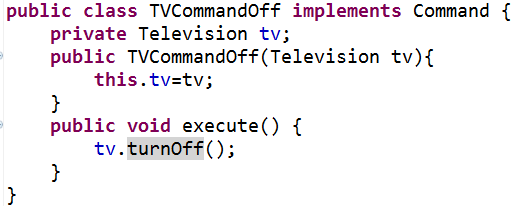 public class TVCommandOff implements Command {
    private Television tv;
    public TVCommandOff(Television tv){
        this.tv=tv;
    }
    public void execute() {
        tv.turnOff();
    }
}